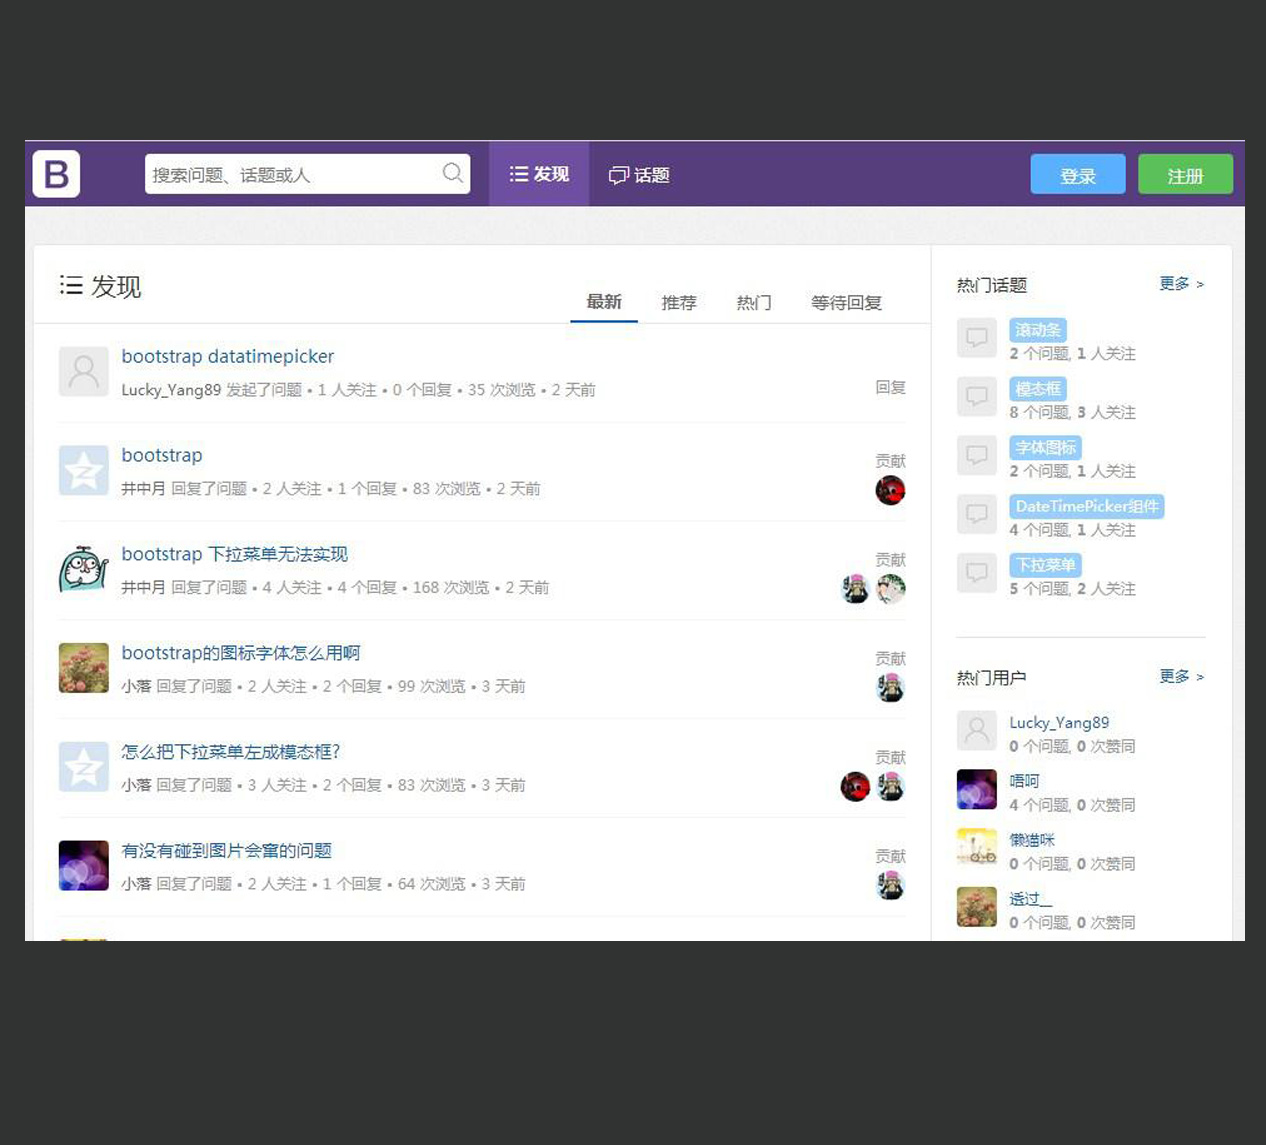 B
搜索问题、话题或人
发现
话题
登录
注册
发现
最新
推荐
热门
等待回复
bootstrap datatimepicker
Lucky_Yang89 发起了问题 • 1 人关注 • 0 个回复 • 35 次浏览 • 2 天前
回复
bootstrap
井中月 回复了问题 • 2 人关注 • 1 个回复 • 83 次浏览 • 2 天前
贡献
bootstrap 下拉菜单无法实现
井中月 回复了问题 • 4 人关注 • 4 个回复 • 168 次浏览 • 2 天前
贡献
bootstrap的图标字体怎么用啊
小落 回复了问题 • 2 人关注 • 2 个回复 • 99 次浏览 • 3 天前
贡献
怎么把下拉菜单左成模态框?
小落 回复了问题 • 3 人关注 • 2 个回复 • 83 次浏览 • 3 天前
贡献
有没有碰到图片会窜的问题
小落 回复了问题 • 2 人关注 • 1 个回复 • 64 次浏览 • 3 天前
贡献
热门话题
更多 >
滚动条
2 个问题, 1 人关注
模态框
8 个问题, 3 人关注
字体图标
2 个问题, 1 人关注
DateTimePicker组件
4 个问题, 1 人关注
下拉菜单
5 个问题, 2 人关注
热门用户
更多 >
Lucky_Yang89
0 个问题, 0 次赞同
唔呵
4 个问题, 0 次赞同
懒猫咪
0 个问题, 0 次赞同
透过__
0 个问题, 0 次赞同